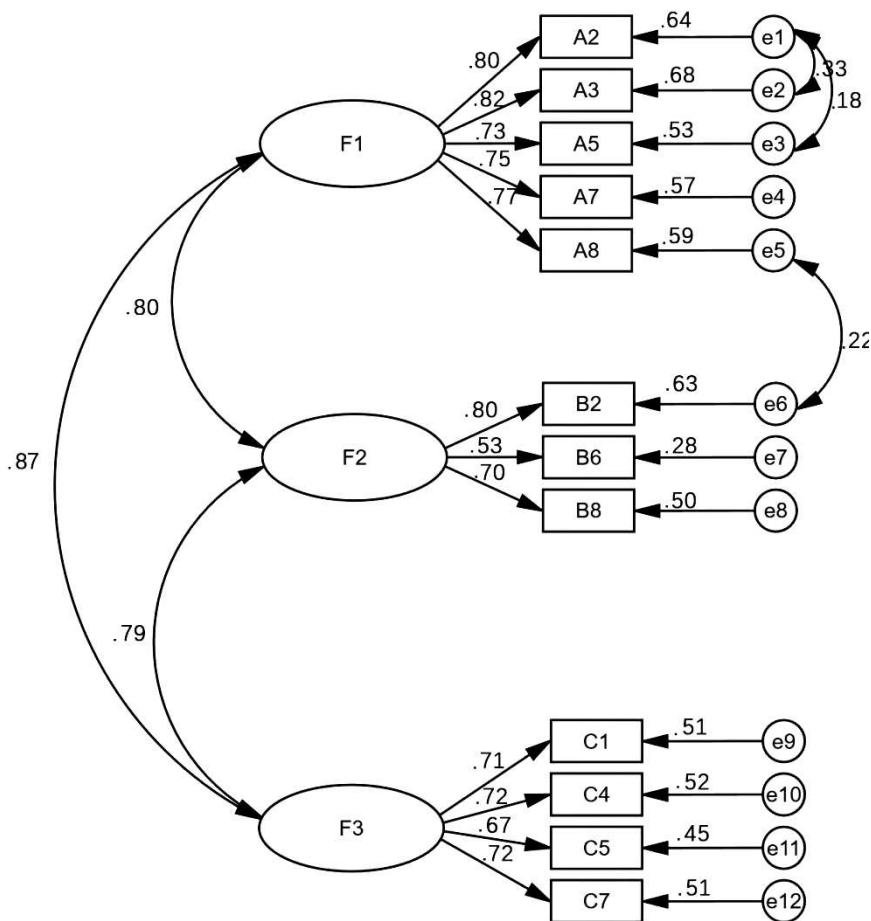 .64
A2
e1
.80
.33
.68
A3
e2
.82
.18
.53
A5
e3
.73
F1
.75
.57
A7
e4
.77
.59
A8
e5
.80
.22
.63
B2
e6
.80
.53
.28
B6
e7
F2
.87
.70
.50
B8
e8
.79
.51
C1
e9
.71
.52
C4
e10
.72
F3
.67
.45
C5
e11
.72
.51
C7
e12